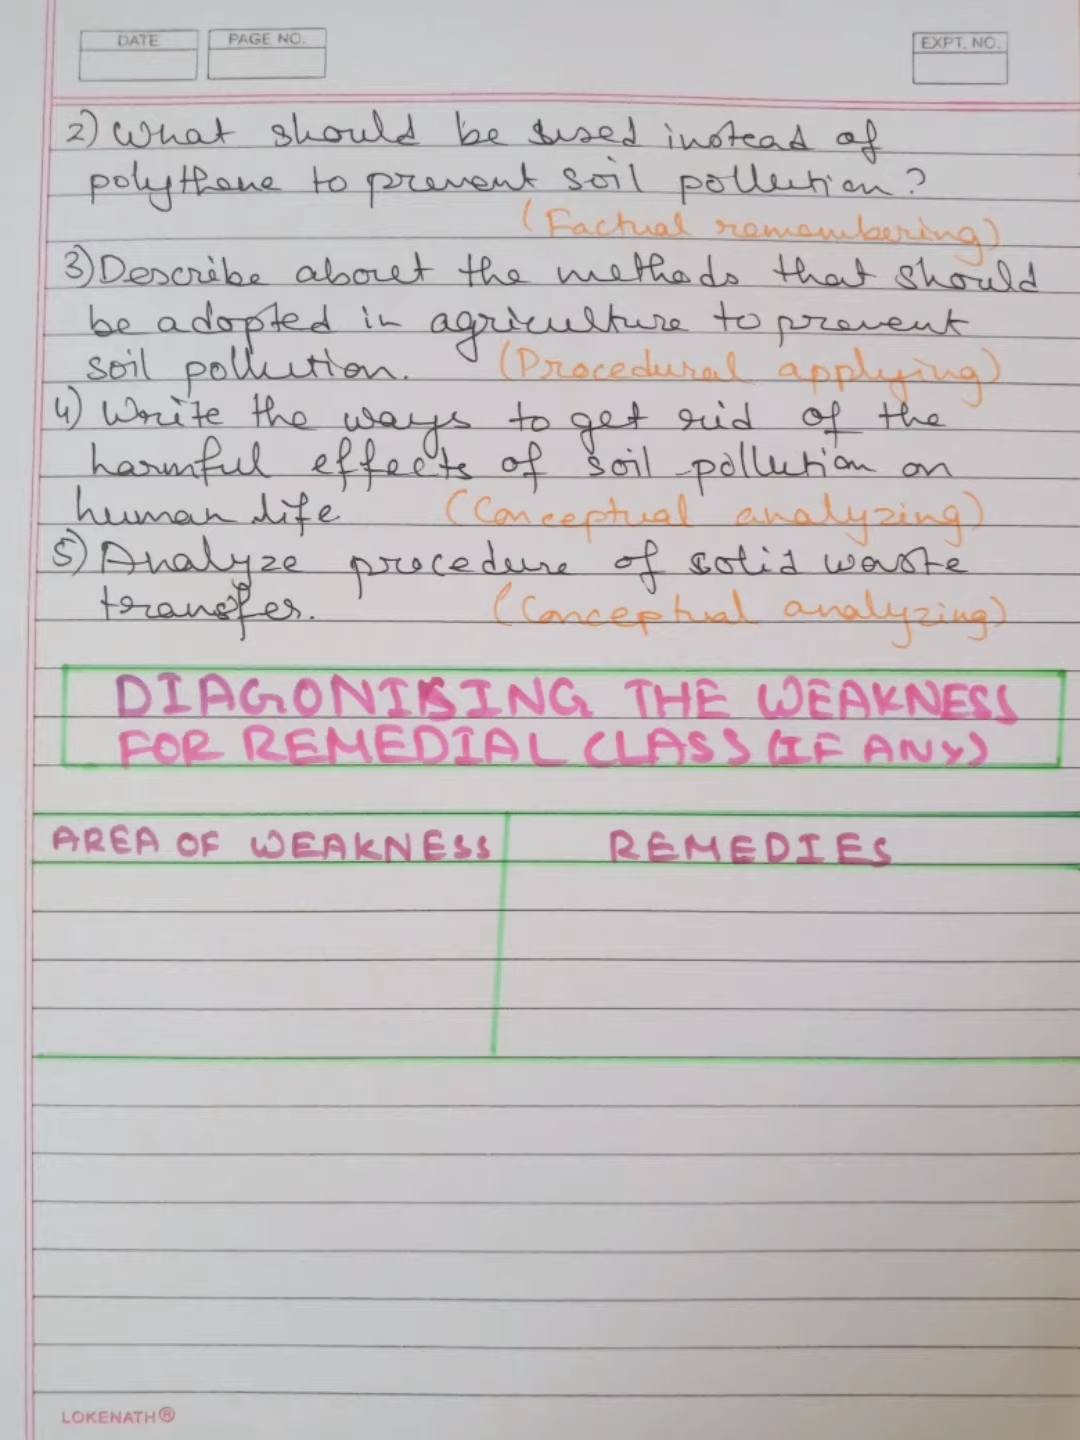 DATE
PAGE NO.
EXPT. NO.
2) What should be used instead of
polythene to prevent soil pollution?
(Factual remembering)
3) Describe about the methods that should
be adopted in agriculture to prevent
soil pollution. (Procedural applying)
4) Write the ways to get rid of the
harmful effects of soil pollution on
human life (Conceptual analyzing)
5) Analyze procedure of solid waste
transfer. (Conceptual analyzing)
DIAGONISING THE WEAKNESS
FOR REMEDIAL CLASS (IF ANY)
AREA OF WEAKNESS
REMEDIES
LOKENATH®